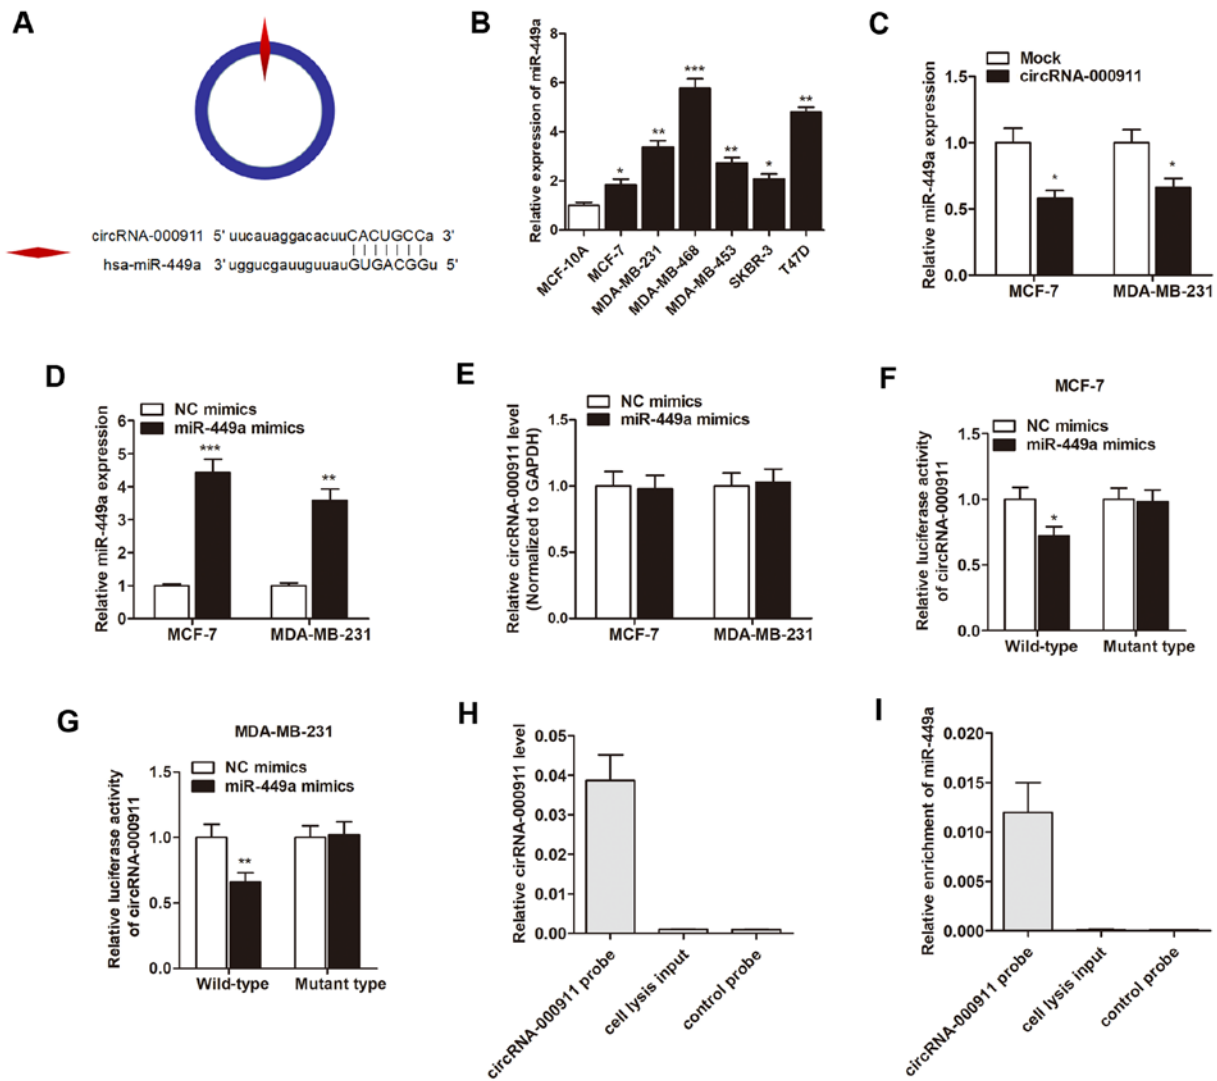 A
circRNA-000911 5' uucauaggacacuuCACUGCCa 3'
hsa-miR-449a 3' uggucgauuguuauGUGACGGu 5'
B
Relative expression of miR-449a
8
6
4
2
0
*
**
***
**
*
**
MCF-10A
MCF-7
MDA-MB-231
MDA-MB-468
MDA-MB-453
SKBR-3
T47D
C
Mock
circRNA-000911
Relative miR-449a expression
1.5
1.0
0.5
0.0
*
*
MCF-7
MDA-MB-231
D
NC mimics
miR-449a mimics
Relative miR-449a expression
6
5
4
3
2
1
0
***
**
MCF-7
MDA-MB-231
E
NC mimics
miR-449a mimics
Relative circRNA-000911 level
(Normalized to GAPDH)
1.5
1.0
0.5
0.0
MCF-7
MDA-MB-231
F
MCF-7
NC mimics
miR-449a mimics
Relative luciferase activity
of circRNA-000911
1.5
1.0
0.5
0.0
*
Wild-type
Mutant type
G
MDA-MB-231
NC mimics
miR-449a mimics
Relative luciferase activity
of circRNA-000911
1.5
1.0
0.5
0.0
**
Wild-type
Mutant type
H
Relative cirRNA-000911 level
0.05
0.04
0.03
0.02
0.01
0.00
circRNA-000911 probe
cell lysis input
control probe
I
Relative enrichment of miR-449a
0.020
0.015
0.010
0.005
0.000
circRNA-000911 probe
cell lysis input
control probe